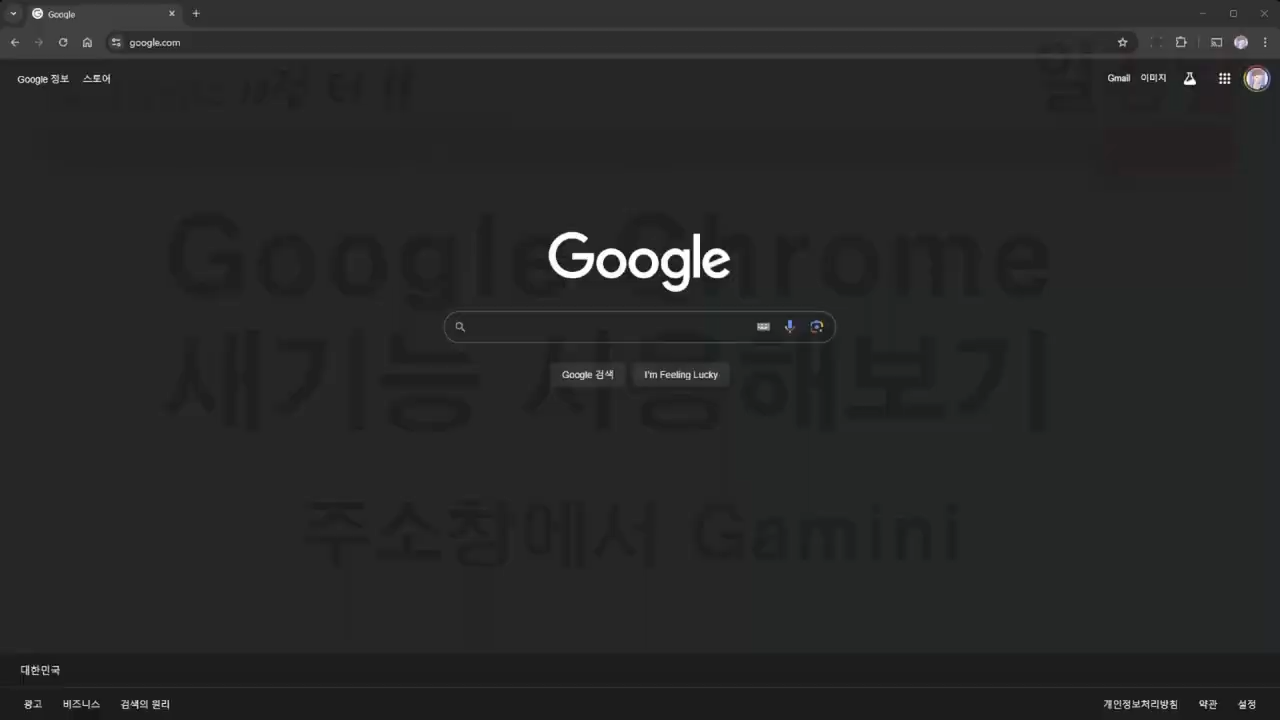 Google
google.com
Google 정보 스토어
Gmail 이미지
Google Chrome
Google
새기능 사용해보기
Google 검색 I'm Feeling Lucky
주소창에서 Gamini
대한민국
광고 비즈니스 검색의 원리
개인정보처리방침 약관 설정